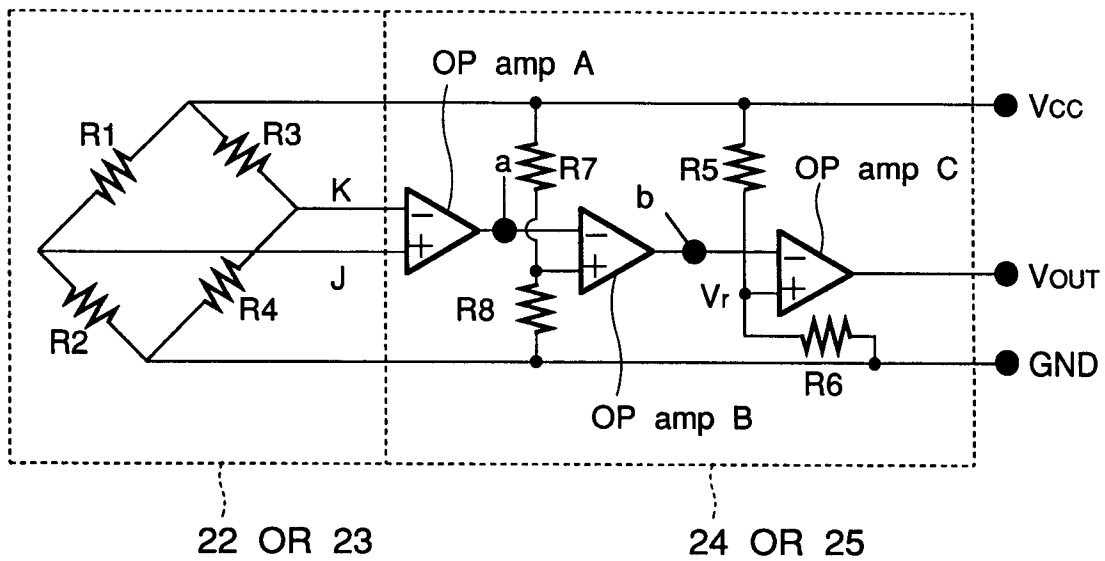 OP amp A
VCC
R1
R3
R7
R5
OP amp C
a
K
b
−
+
−
+
−
+
J
VOUT
Vr
R2
R4
R8
R6
GND
OP amp B
22 OR 23
24 OR 25